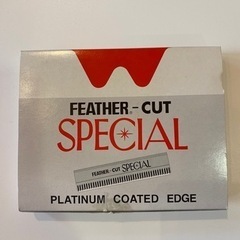 FEATHER-CUT
SPECIAL
FEATHER-CUT SPECIAL
PLATINUM COATED EDGE